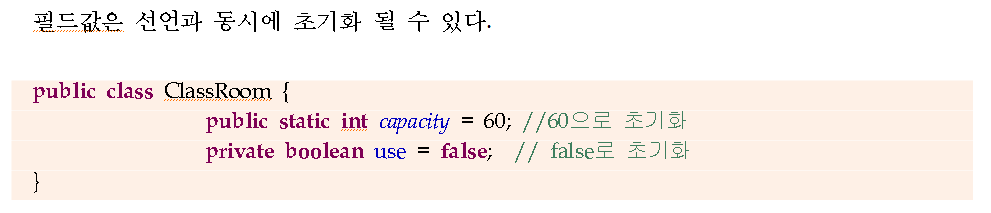 필드값은 선언과 동시에 초기화 될 수 있다.
public class ClassRoom {
public static int capacity = 60; //60으로 초기화
private boolean use = false; // false로 초기화
}